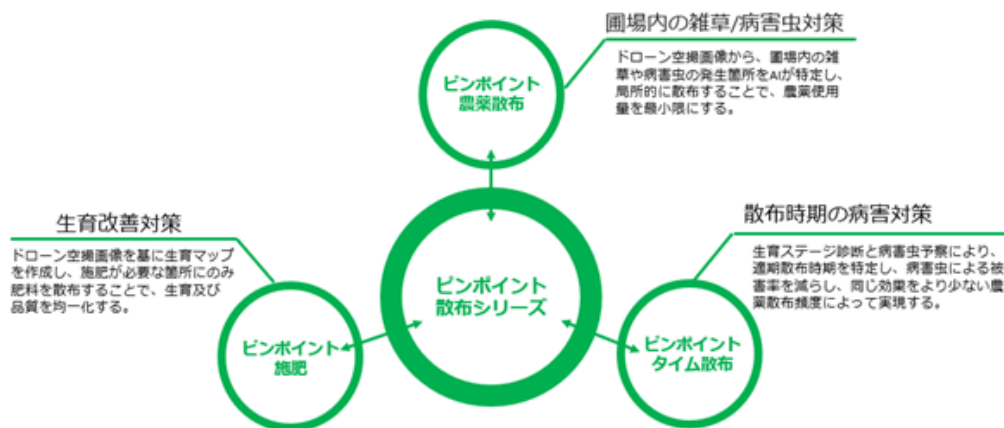 圃場内の雑草/病害虫対策
ドローン空撮画像から、圃場内の雑
草や病害虫の発生箇所をAIが特定し、
局所的に散布することで、農薬使用
量を最小限にする。
ピンポイント
農薬散布
生育改善対策
ドローン空撮画像を基に生育マップ
を作成し、施肥が必要な箇所にのみ
肥料を散布することで、生育及び
品質を均一化する。
散布時期の病害対策
生育ステージ診断と病害虫予察により、
適期散布時期を特定し、病害虫による被
害率を減らし、同じ効果をより少ない農
薬散布頻度によって実現する。
ピンポイント
散布シリーズ
ピンポイント
施肥
ピンポイント
タイム散布